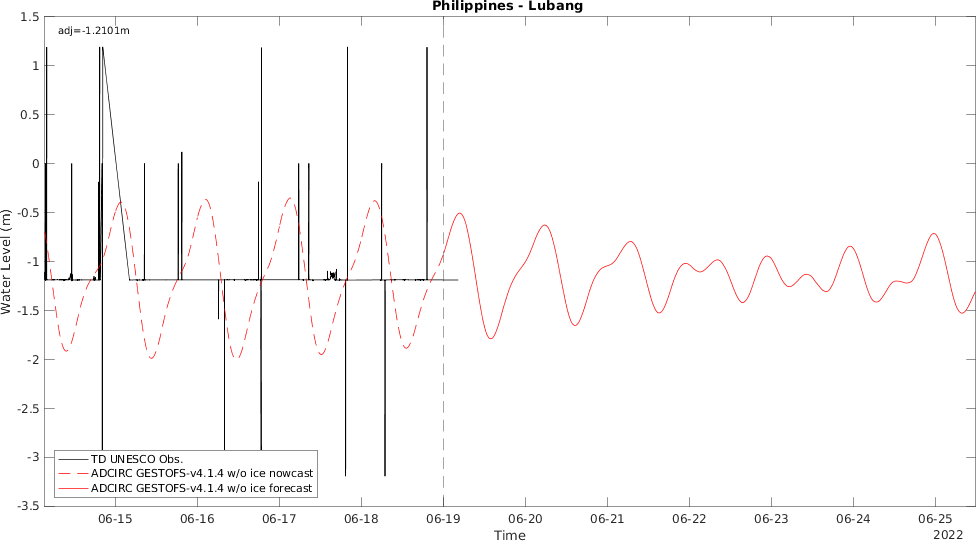 Philippines - Lubang
adj=-1.2101m
1.5
1
0.5
0
-0.5
-1
-1.5
-2
-2.5
-3
-3.5
Water Level (m)
TD UNESCO Obs.
ADCIRC GESTOFS-v4.1.4 w/o ice nowcast
ADCIRC GESTOFS-v4.1.4 w/o ice forecast
06-15 06-16 06-17 06-18 06-19 06-20 06-21 06-22 06-23 06-24 06-25
Time
2022